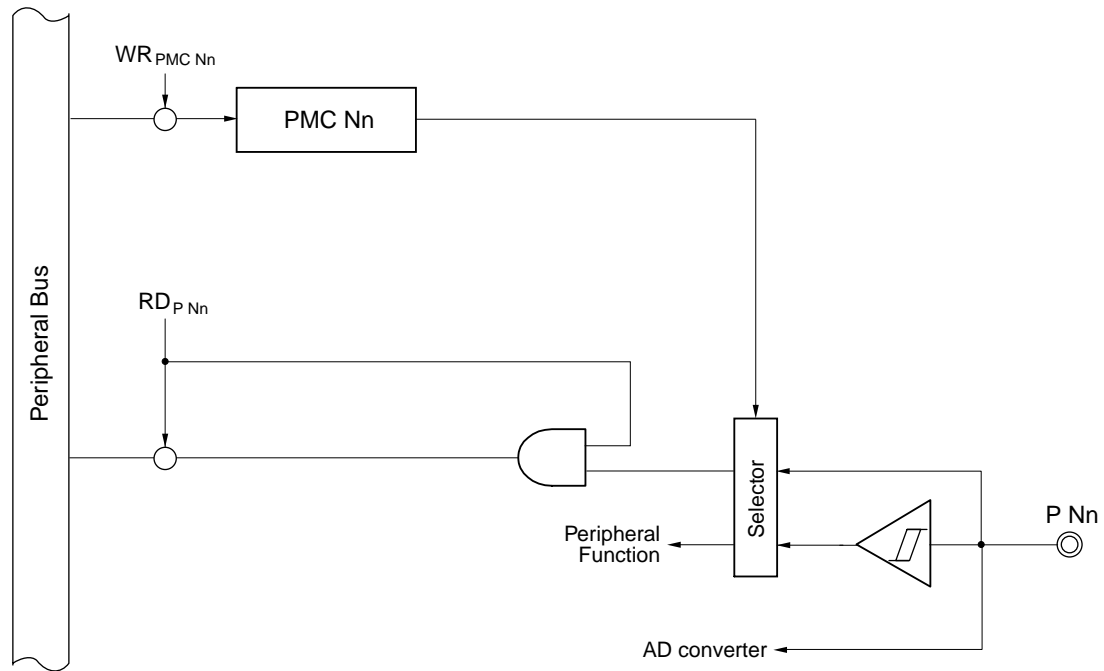 WR PMC Nn
PMC Nn
Peripheral Bus
RD P Nn
Selector
P Nn
Peripheral
Function
AD converter